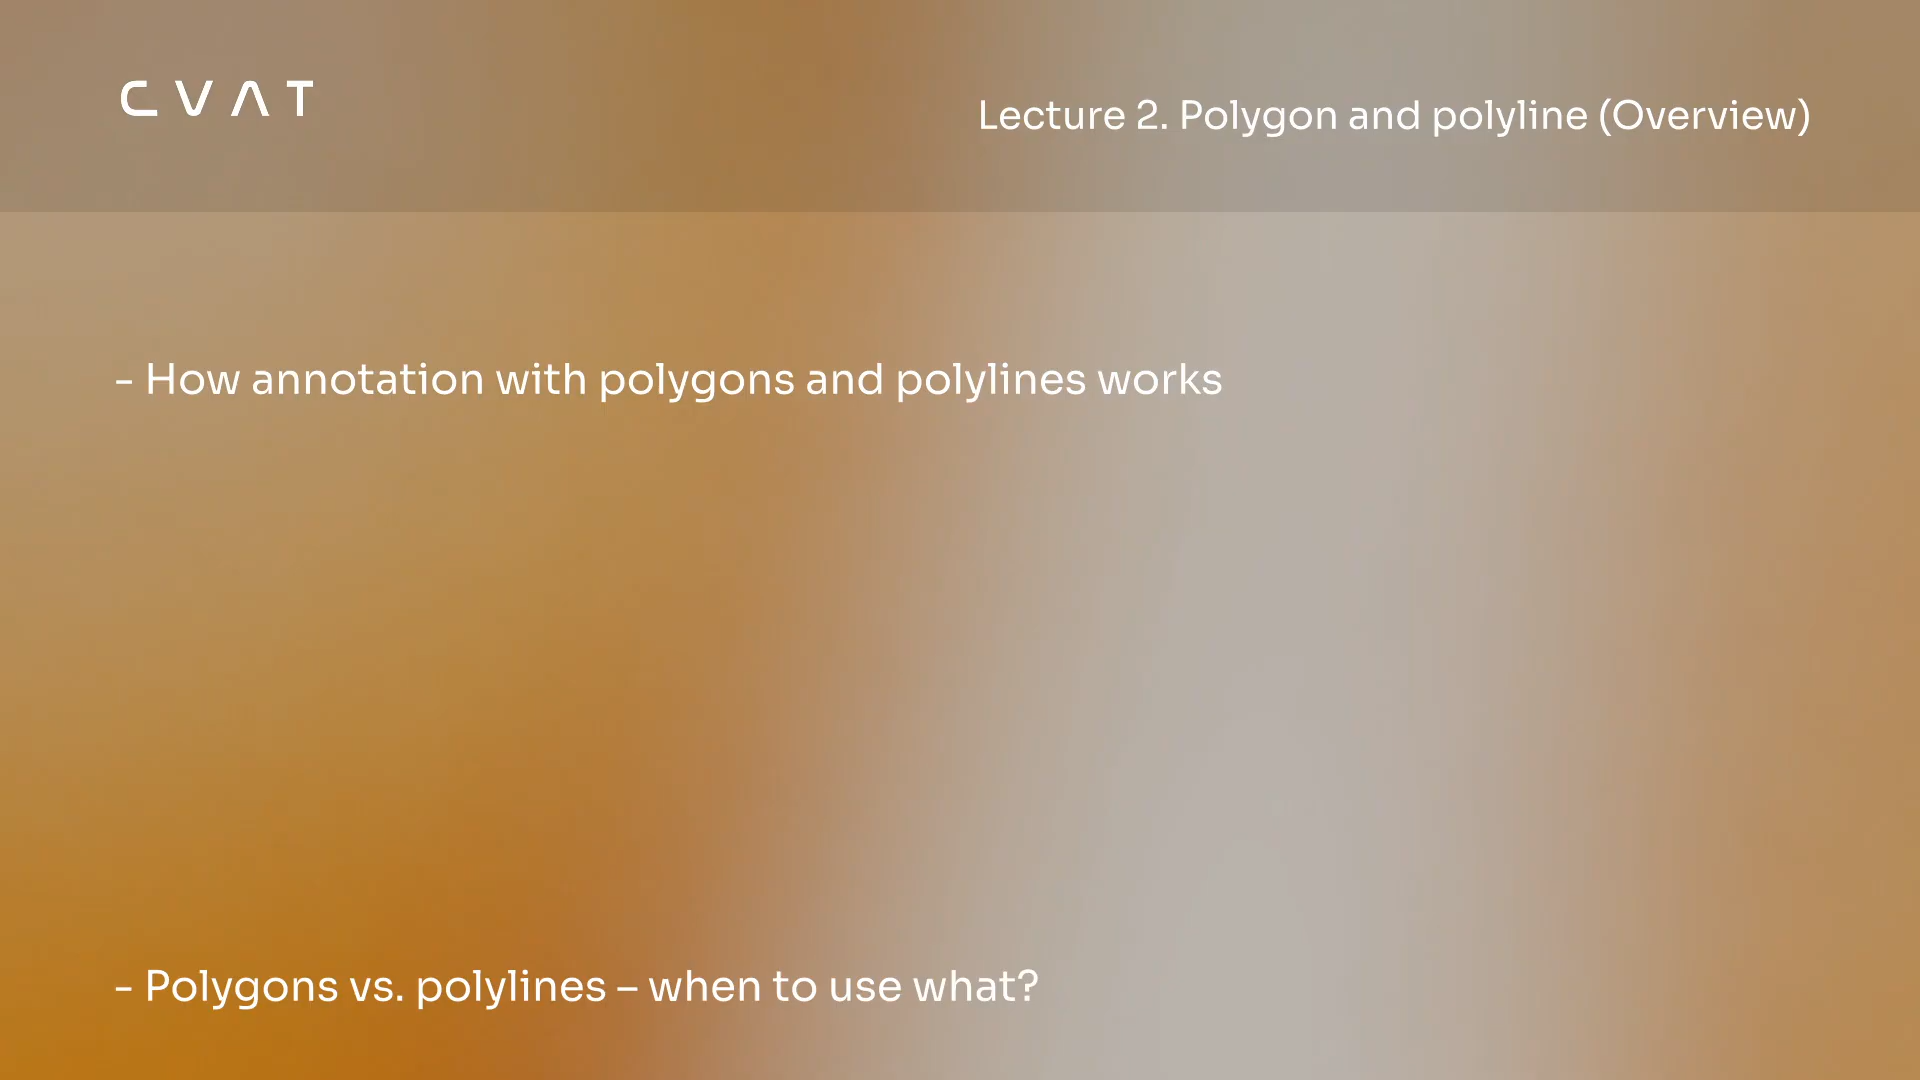 CVAT
Lecture 2. Polygon and polyline (Overview)
- How annotation with polygons and polylines works
- Polygons vs. polylines – when to use what?